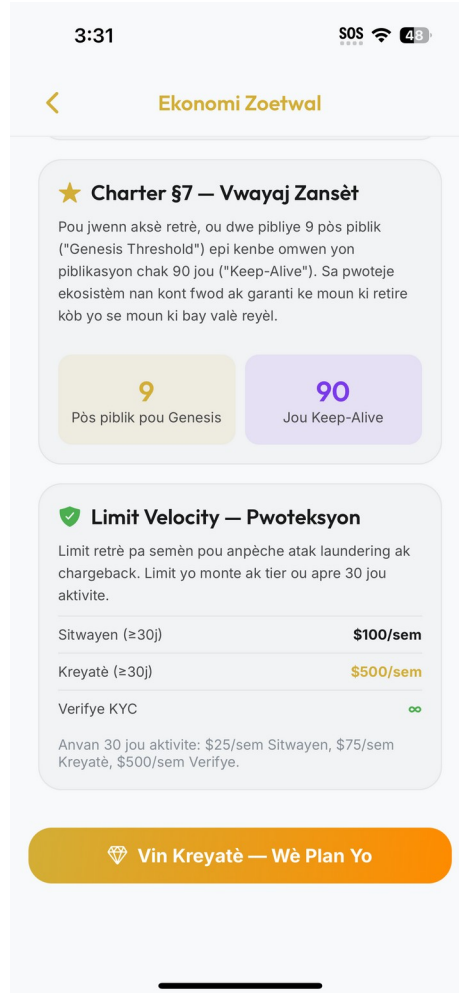 3:31
SOS
48
Ekonomi Zoetwal
Charter §7 — Vwayaj Zansèt
Pou jwenn aksè retrè, ou dwe pibliye 9 pòs piblik
("Genesis Threshold") epi kenbe omwen yon
piblikasyon chak 90 jou ("Keep-Alive"). Sa pwoteje
ekosistèm nan kont fwod ak garanti ke moun ki retire
kòb yo se moun ki bay valè reyèl.
9
Pòs piblik pou Genesis
90
Jou Keep-Alive
Limit Velocity — Pwoteksyon
Limit retrè pa semèn pou anpèche atak laundering ak
chargeback. Limit yo monte ak tier ou apre 30 jou
aktivite.
Sitwayen (≥30j) $100/sem
Kreyatè (≥30j) $500/sem
Verifye KYC ∞
Anvan 30 jou aktivite: $25/sem Sitwayen, $75/sem
Kreyatè, $500/sem Verifye.
Vin Kreyatè — Wè Plan Yo